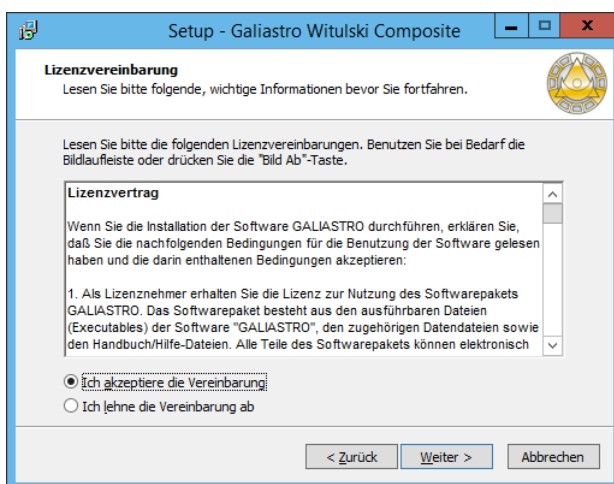 Setup - Galiastro Witulski Composite
Lizenzvereinbarung
Lesen Sie bitte folgende, wichtige Informationen bevor Sie fortfahren.
Lesen Sie bitte die folgenden Lizenzvereinbarungen. Benutzen Sie bei Bedarf die
Bildlaufleiste oder drücken Sie die "Bild Ab"-Taste.
Lizenzvertrag
Wenn Sie die Installation der Software GALIASTRO durchführen, erklären Sie,
daß Sie die nachfolgenden Bedingungen für die Benutzung der Software gelesen
haben und die darin enthaltenen Bedingungen akzeptieren:
1. Als Lizenznehmer erhalten Sie die Lizenz zur Nutzung des Softwarepakets
GALIASTRO. Das Softwarepaket besteht aus den ausführbaren Dateien
(Executables) der Software "GALIASTRO", den zugehörigen Datendateien sowie
den Handbuch/Hilfe-Dateien. Alle Teile des Softwarepakets können elektronisch
Ich akzeptiere die Vereinbarung
Ich lehne die Vereinbarung ab
< Zurück Weiter > Abbrechen